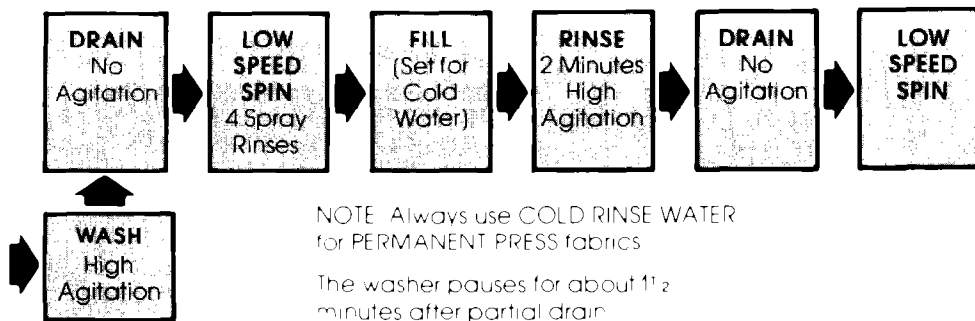 DRAIN
No
Agitation
LOW
SPEED
SPIN
4 Spray
Rinses
FILL
(Set for
Cold
Water)
RINSE
2 Minutes
High
Agitation
DRAIN
No
Agitation
LOW
SPEED
SPIN
WASH
High
Agitation
NOTE Always use COLD RINSE WATER
for PERMANENT PRESS fabrics
The washer pauses for about 1½
minutes after partial drain